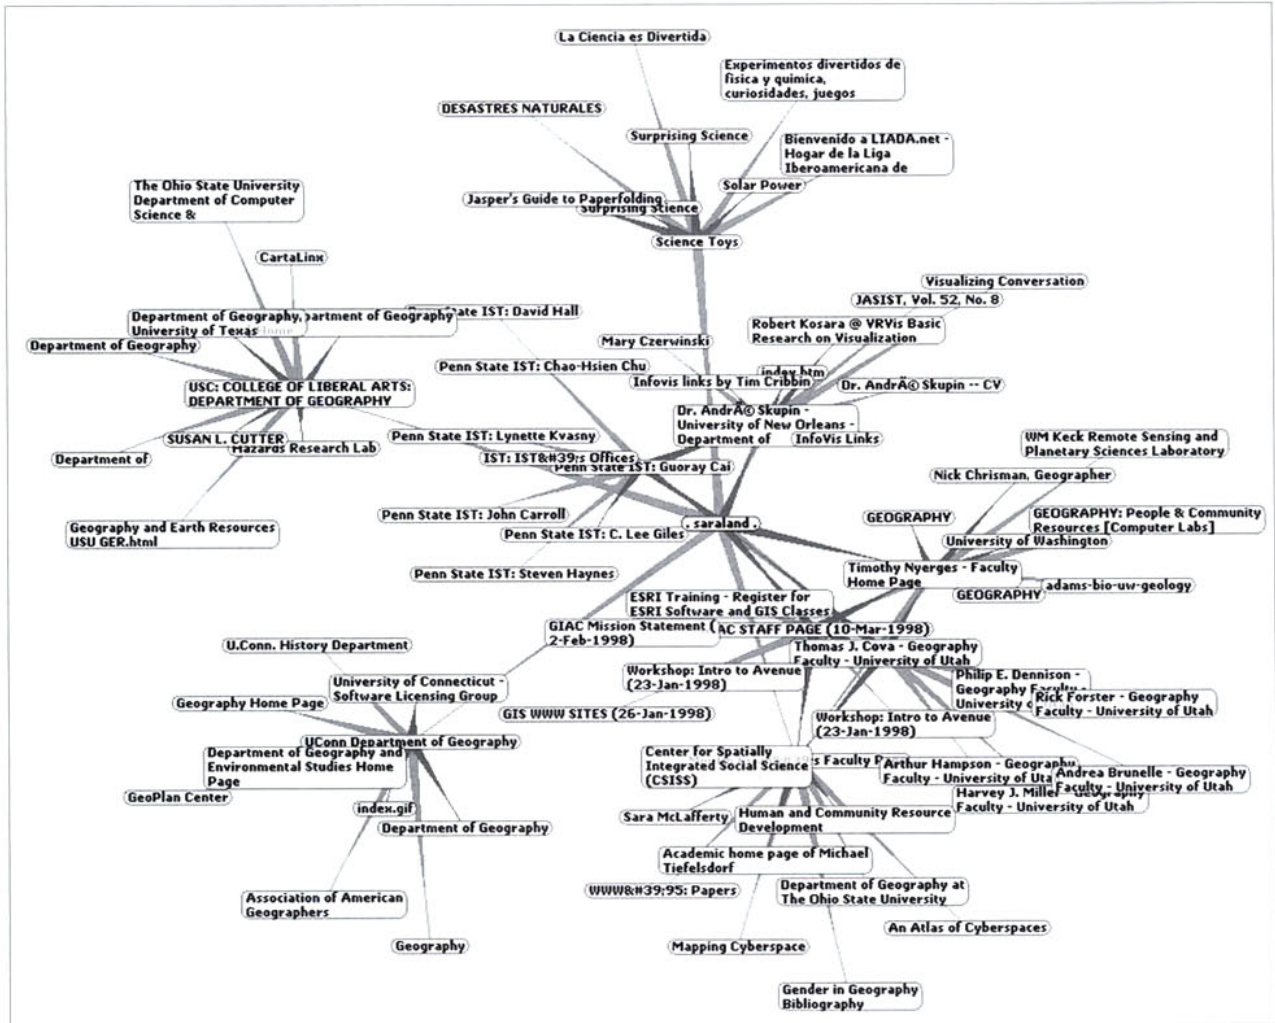 La Ciencia es Divertida
Experimentos divertidos de
fisica y quimica,
curiosidades, juegos
DESASTRES NATURALES
Surprising Science
Bienvenido a LIADA.net -
Hogar de la Liga
Iberoamericana de
Solar Power
Jasper's Guide to Paperfolding
Surprising Science
Science Toys
The Ohio State University
Department of Computer
Science &
CartaLinx
Visualizing Conversation
JASIST, Vol. 52, No. 8
Department of Geography,
University of Texas
partment of Geography
State IST: David Hall
Robert Kosara @ VRVis Basic
Research on Visualization
Mary Czerwinski
Department of Geography
Penn State IST: Chao-Hsien Chu
index.htm
Infovis links by Tim Cribbin
Dr. AndrÃ© Skupin -- CV
USC: COLLEGE OF LIBERAL ARTS:
DEPARTMENT OF GEOGRAPHY
Dr. AndrÃ© Skupin -
University of New Orleans -
Department of
InfoVis Links
SUSAN L. CUTTER
Hazards Research Lab
Department of
Penn State IST: Lynette Kvasny
IST: IST&#39;s Offices
Penn State IST: Guoray Cai
WM Keck Remote Sensing and
Planetary Sciences Laboratory
Nick Chrisman, Geographer
Geography and Earth Resources
USU GER.html
Penn State IST: John Carroll
. saraland .
Penn State IST: C. Lee Giles
GEOGRAPHY
GEOGRAPHY: People & Community
Resources [Computer Labs]
University of Washington
Penn State IST: Steven Haynes
Timothy Nyerges - Faculty
Home Page
GEOGRAPHY
adams-bio-uw-geology
ESRI Training - Register for
ESRI Software and GIS Classes
GIAC Mission Statement (
2-Feb-1998)
AC STAFF PAGE (10-Mar-1998)
Thomas J. Cova - Geography
Faculty - University of Utah
U.Conn. History Department
Workshop: Intro to Avenue
(23-Jan-1998)
Philip E. Dennison -
Geography Faculty -
University o
Rick Forster - Geography
Faculty - University of Utah
University of Connecticut -
Software Licensing Group
Geography Home Page
GIS WWW SITES (26-Jan-1998)
Workshop: Intro to Avenue
(23-Jan-1998)
UConn Department of Geography
Department of Geography and
Environmental Studies Home
Page
Center for Spatially
Integrated Social Science
(CSISS)
s Faculty P
Arthur Hampson - Geography
Faculty - University of Uta
Andrea Brunelle - Geography
Faculty - University of Utah
Harvey J. Miller - Geography
Faculty - University of Utah
GeoPlan Center
index.gif
Department of Geography
Sara McLafferty
Human and Community Resource
Development
Academic home page of Michael
Tiefelsdorf
WWW&#39;95: Papers
Department of Geography at
The Ohio State University
Association of American
Geographers
An Atlas of Cyberspaces
Geography
Mapping Cyberspace
Gender in Geography
Bibliography